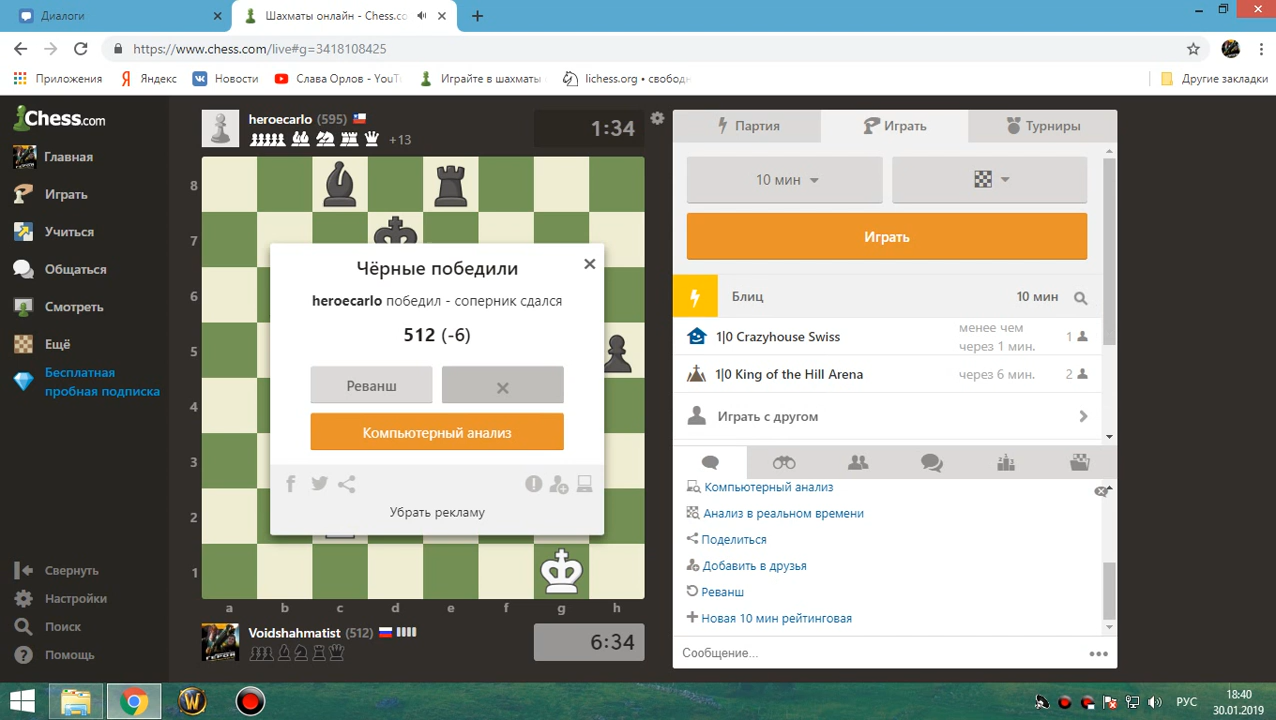 Диалоги
Шахматы онлайн - Chess.co
https://www.chess.com/live#g=3418108425
Приложения
Яндекс
Новости
Слава Орлов - YouTu
Играйте в шахматы
lichess.org • свобод
Другие закладки
Chess.com
Главная
Играть
Учиться
Общаться
Смотреть
Ещё
Бесплатная
пробная подписка
Свернуть
Настройки
Поиск
Помощь
heroecarlo (595)
+13
1:34
8
7
6
5
4
3
2
1
a b c d e f g h
Чёрные победили
heroecarlo победил - соперник сдался
512 (-6)
Реванш
Компьютерный анализ
Убрать рекламу
Voidshahmatist (512)
6:34
Партия
Играть
Турниры
10 мин
Играть
Блиц
10 мин
1|0 Crazyhouse Swiss
менее чем
через 1 мин.
1
1|0 King of the Hill Arena
через 6 мин.
2
Играть с другом
Компьютерный анализ
Анализ в реальном времени
Поделиться
Добавить в друзья
Реванш
Новая 10 мин рейтинговая
Сообщение...
РУС
18:40
30.01.2019